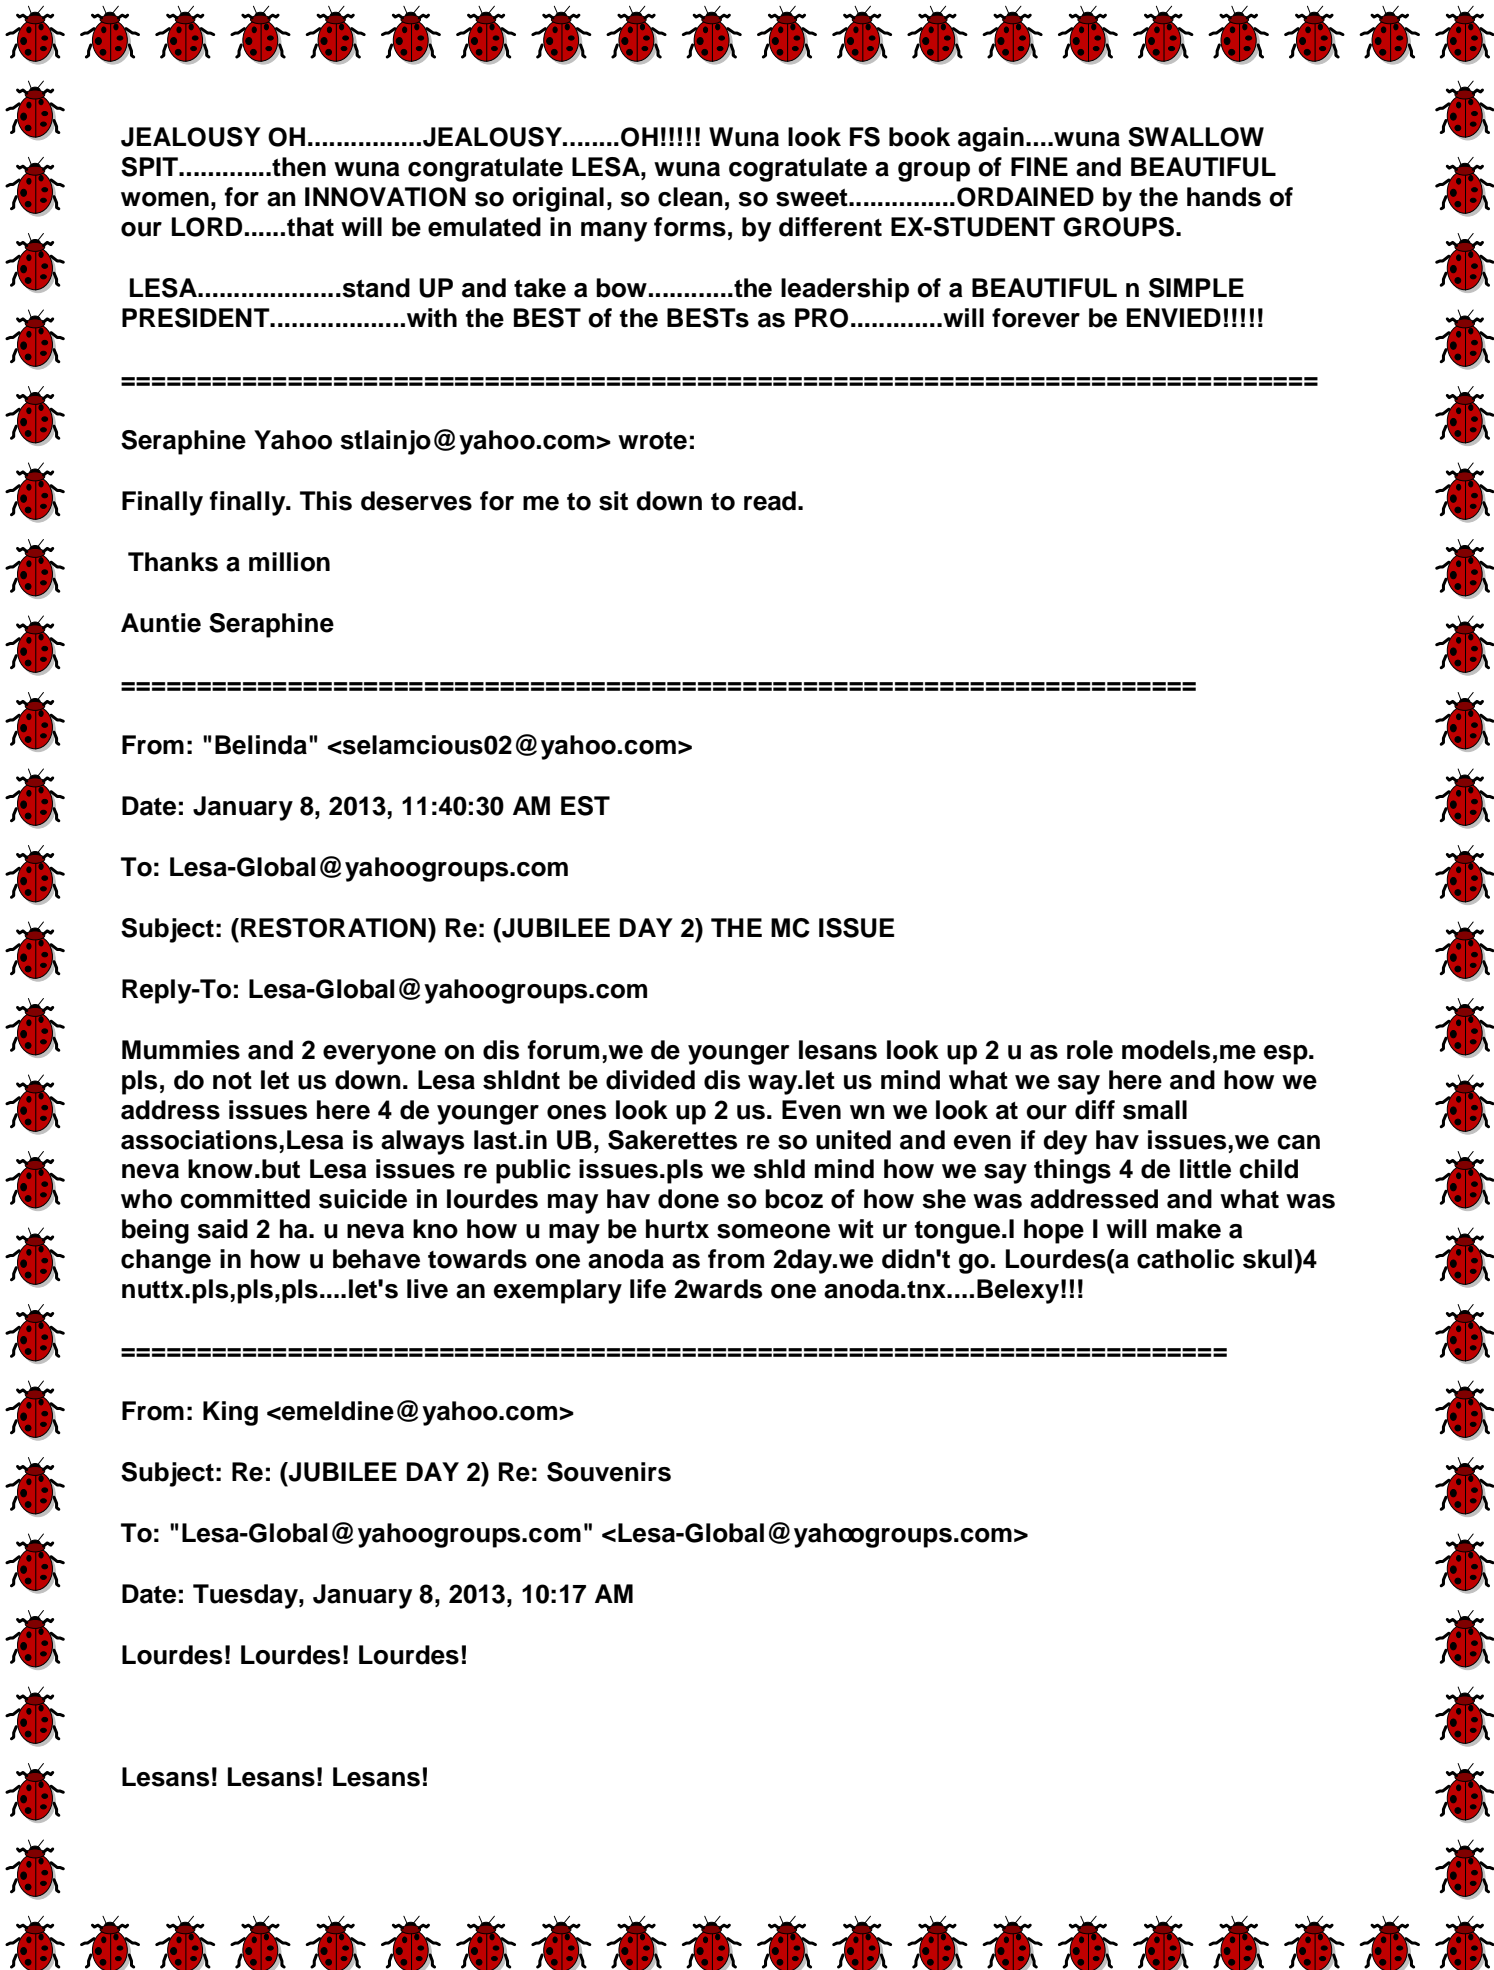 JEALOUSY OH................JEALOUSY........OH!!!!! Wuna look FS book again....wuna SWALLOW
SPIT.............then wuna congratulate LESA, wuna cogratulate a group of FINE and BEAUTIFUL
women, for an INNOVATION so original, so clean, so sweet...............ORDAINED by the hands of
our LORD......that will be emulated in many forms, by different EX-STUDENT GROUPS.
LESA....................stand UP and take a bow............the leadership of a BEAUTIFUL n SIMPLE
PRESIDENT...................with the BEST of the BESTs as PRO.............will forever be ENVIED!!!!!
===============================================================================
Seraphine Yahoo stlainjo@yahoo.com> wrote:
Finally finally. This deserves for me to sit down to read.
Thanks a million
Auntie Seraphine
=======================================================================
From: "Belinda" <selamcious02@yahoo.com>
Date: January 8, 2013, 11:40:30 AM EST
To: Lesa-Global@yahoogroups.com
Subject: (RESTORATION) Re: (JUBILEE DAY 2) THE MC ISSUE
Reply-To: Lesa-Global@yahoogroups.com
Mummies and 2 everyone on dis forum,we de younger lesans look up 2 u as role models,me esp.
pls, do not let us down. Lesa shldnt be divided dis way.let us mind what we say here and how we
address issues here 4 de younger ones look up 2 us. Even wn we look at our diff small
associations,Lesa is always last.in UB, Sakerettes re so united and even if dey hav issues,we can
neva know.but Lesa issues re public issues.pls we shld mind how we say things 4 de little child
who committed suicide in lourdes may hav done so bcoz of how she was addressed and what was
being said 2 ha. u neva kno how u may be hurtx someone wit ur tongue.I hope I will make a
change in how u behave towards one anoda as from 2day.we didn't go. Lourdes(a catholic skul)4
nuttx.pls,pls,pls....let's live an exemplary life 2wards one anoda.tnx....Belexy!!!
=========================================================================
From: King <emeldine@yahoo.com>
Subject: Re: (JUBILEE DAY 2) Re: Souvenirs
To: "Lesa-Global@yahoogroups.com" <Lesa-Global@yahoogroups.com>
Date: Tuesday, January 8, 2013, 10:17 AM
Lourdes! Lourdes! Lourdes!
Lesans! Lesans! Lesans!